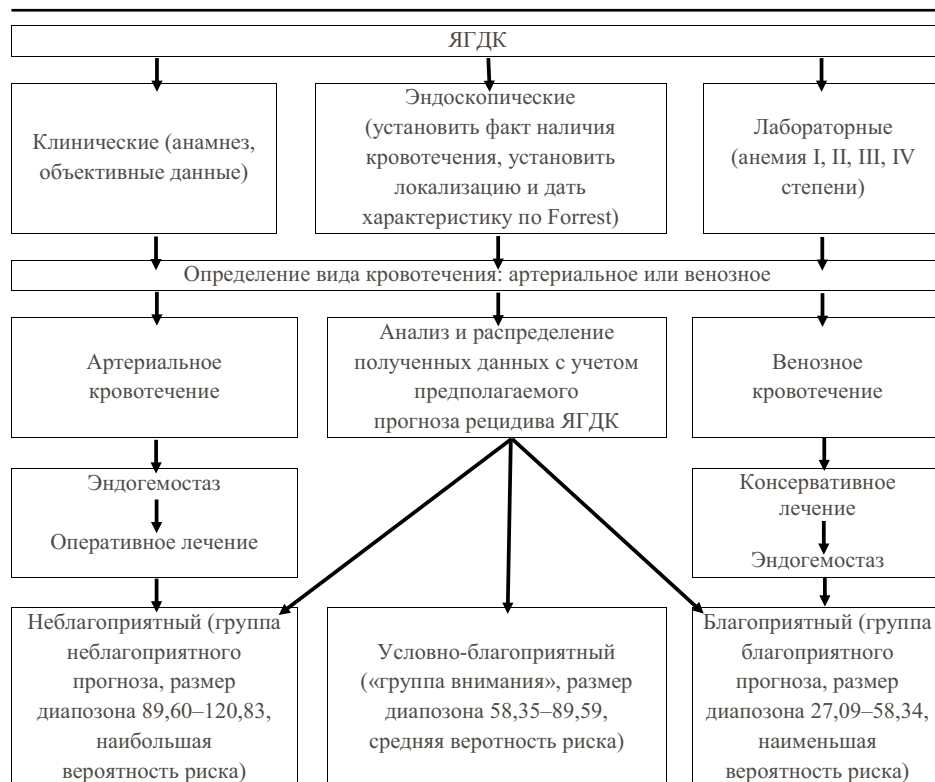 ЯГДК
Клинические (анамнез,
объективные данные)
Эндоскопические
(установить факт наличия
кровотечения, установить
локализацию и дать
характеристику по Forrest)
Лабораторные
(анемия I, II, III, IV
степени)
Определение вида кровотечения: артериальное или венозное
Артериальное
кровотечение
Анализ и распределение
полученных данных с учетом
предполагаемого
прогноза рецидива ЯГДК
Венозное
кровотечение
Эндогемостаз
Оперативное лечение
Консервативное
лечение
Эндогемостаз
Неблагоприятный (группа
неблагоприятного
прогноза, размер
диапозона 89,60–120,83,
наибольшая
вероятность риска)
Условно-благоприятный
(«группа внимания», размер
диапозона 58,35–89,59,
средняя веротность риска)
Благоприятный (группа
благоприятного
прогноза, размер
диапозона 27,09–58,34,
наименьшая
вероятность риска)